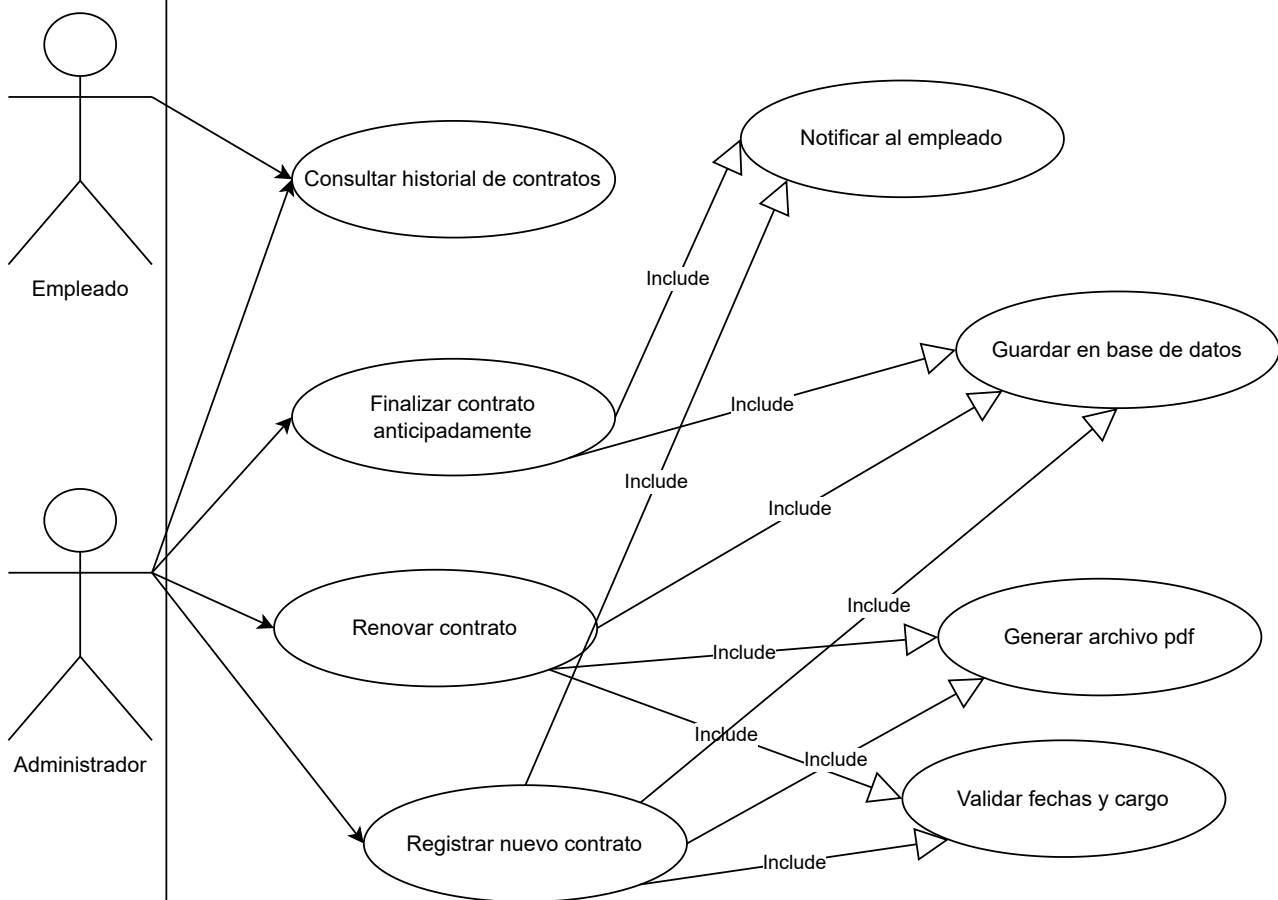 Notificar al empleado
Consultar historial de contratos
Include
Empleado
Guardar en base de datos
Finalizar contrato
anticipadamente
Include
Include
Include
Include
Renovar contrato
Generar archivo pdf
Include
Include
Include
Administrador
Validar fechas y cargo
Registrar nuevo contrato
Include